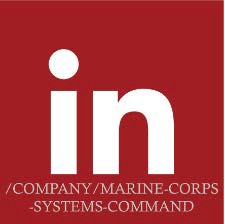 in
/COMPANY/MARINE-CORPS
-SYSTEMS-COMMAND